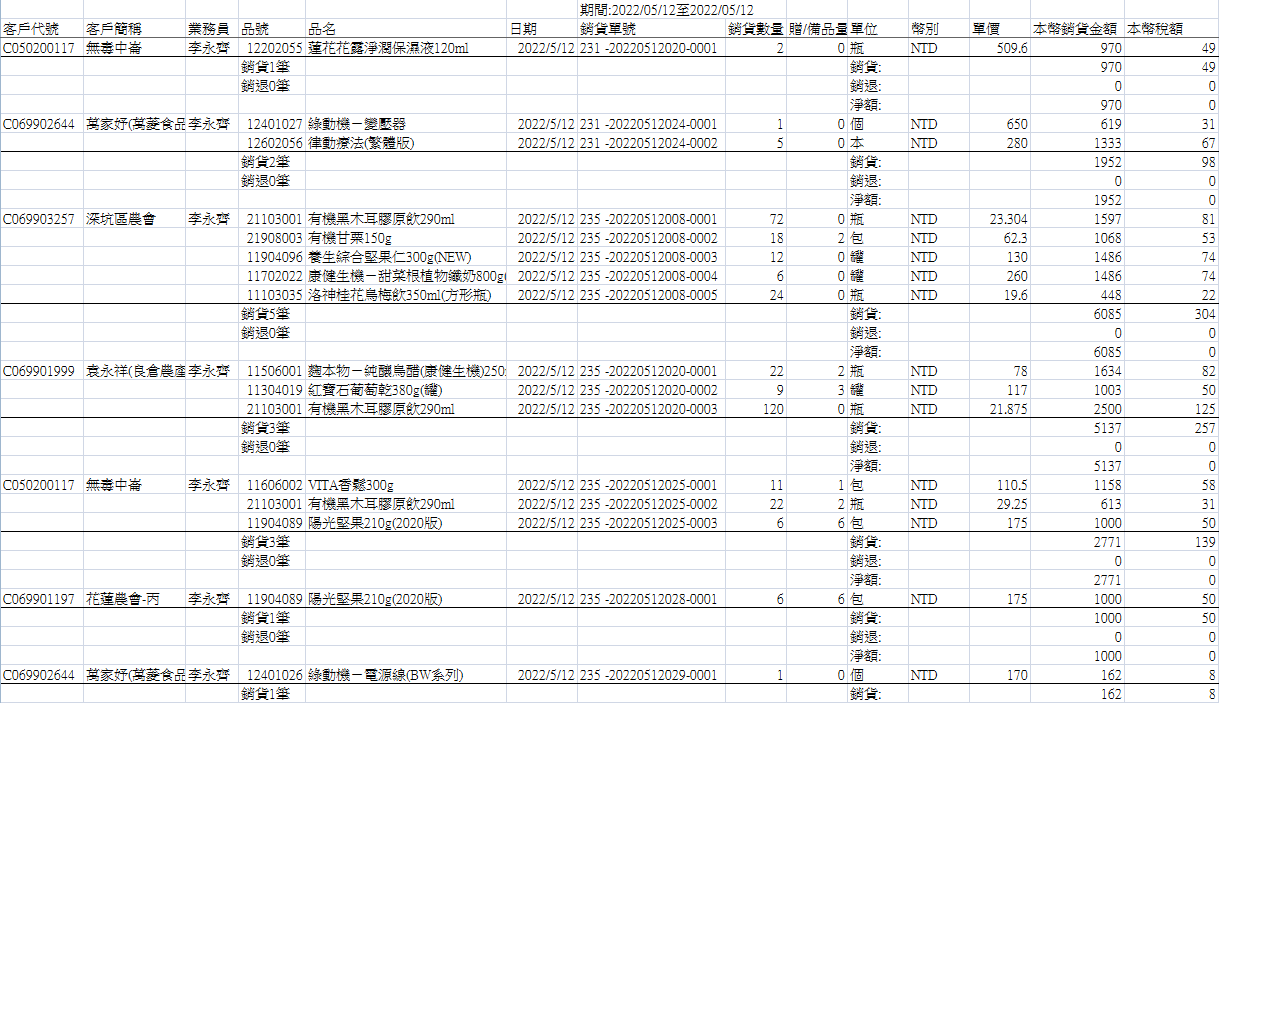 期間:2022/05/12至2022/05/12
客戶代號 客戶簡稱 業務員 品號 品名 日期 銷貨單號 銷貨數量 贈/備品量 單位 幣別 單價 本幣銷貨金額 本幣稅額
C050200117 無毒中崙 李永齊 12202055 蓮花花露淨潤保濕液120ml 2022/5/12 231 -20220512020-0001 2 0 瓶 NTD 509.6 970 49
銷貨1筆 銷貨: 970 49
銷退0筆 銷退: 0 0
淨額: 970 0
C069902644 萬家妤(萬菱食品 李永齊 12401027 綠動機－變壓器 2022/5/12 231 -20220512024-0001 1 0 個 NTD 650 619 31
12602056 律動療法(繁體版) 2022/5/12 231 -20220512024-0002 5 0 本 NTD 280 1333 67
銷貨2筆 銷貨: 1952 98
銷退0筆 銷退: 0 0
淨額: 1952 0
C069903257 深坑區農會 李永齊 21103001 有機黑木耳膠原飲290ml 2022/5/12 235 -20220512008-0001 72 0 瓶 NTD 23.304 1597 81
21908003 有機甘栗150g 2022/5/12 235 -20220512008-0002 18 2 包 NTD 62.3 1068 53
11904096 養生綜合堅果仁300g(NEW) 2022/5/12 235 -20220512008-0003 12 0 罐 NTD 130 1486 74
11702022 康健生機－甜菜根植物纖奶800g( 2022/5/12 235 -20220512008-0004 6 0 罐 NTD 260 1486 74
11103035 洛神桂花烏梅飲350ml(方形瓶) 2022/5/12 235 -20220512008-0005 24 0 瓶 NTD 19.6 448 22
銷貨5筆 銷貨: 6085 304
銷退0筆 銷退: 0 0
淨額: 6085 0
C069901999 袁永祥(良倉農產 李永齊 11506001 麴本物－純釀烏醋(康健生機)250 2022/5/12 235 -20220512020-0001 22 2 瓶 NTD 78 1634 82
11304019 紅寶石葡萄乾380g(罐) 2022/5/12 235 -20220512020-0002 9 3 罐 NTD 117 1003 50
21103001 有機黑木耳膠原飲290ml 2022/5/12 235 -20220512020-0003 120 0 瓶 NTD 21.875 2500 125
銷貨3筆 銷貨: 5137 257
銷退0筆 銷退: 0 0
淨額: 5137 0
C050200117 無毒中崙 李永齊 11606002 VITA香鬆300g 2022/5/12 235 -20220512025-0001 11 1 包 NTD 110.5 1158 58
21103001 有機黑木耳膠原飲290ml 2022/5/12 235 -20220512025-0002 22 2 瓶 NTD 29.25 613 31
11904089 陽光堅果210g(2020版) 2022/5/12 235 -20220512025-0003 6 6 包 NTD 175 1000 50
銷貨3筆 銷貨: 2771 139
銷退0筆 銷退: 0 0
淨額: 2771 0
C069901197 花蓮農會-丙 李永齊 11904089 陽光堅果210g(2020版) 2022/5/12 235 -20220512028-0001 6 6 包 NTD 175 1000 50
銷貨1筆 銷貨: 1000 50
銷退0筆 銷退: 0 0
淨額: 1000 0
C069902644 萬家妤(萬菱食品 李永齊 12401026 綠動機－電源線(BW系列) 2022/5/12 235 -20220512029-0001 1 0 個 NTD 170 162 8
銷貨1筆 銷貨: 162 8